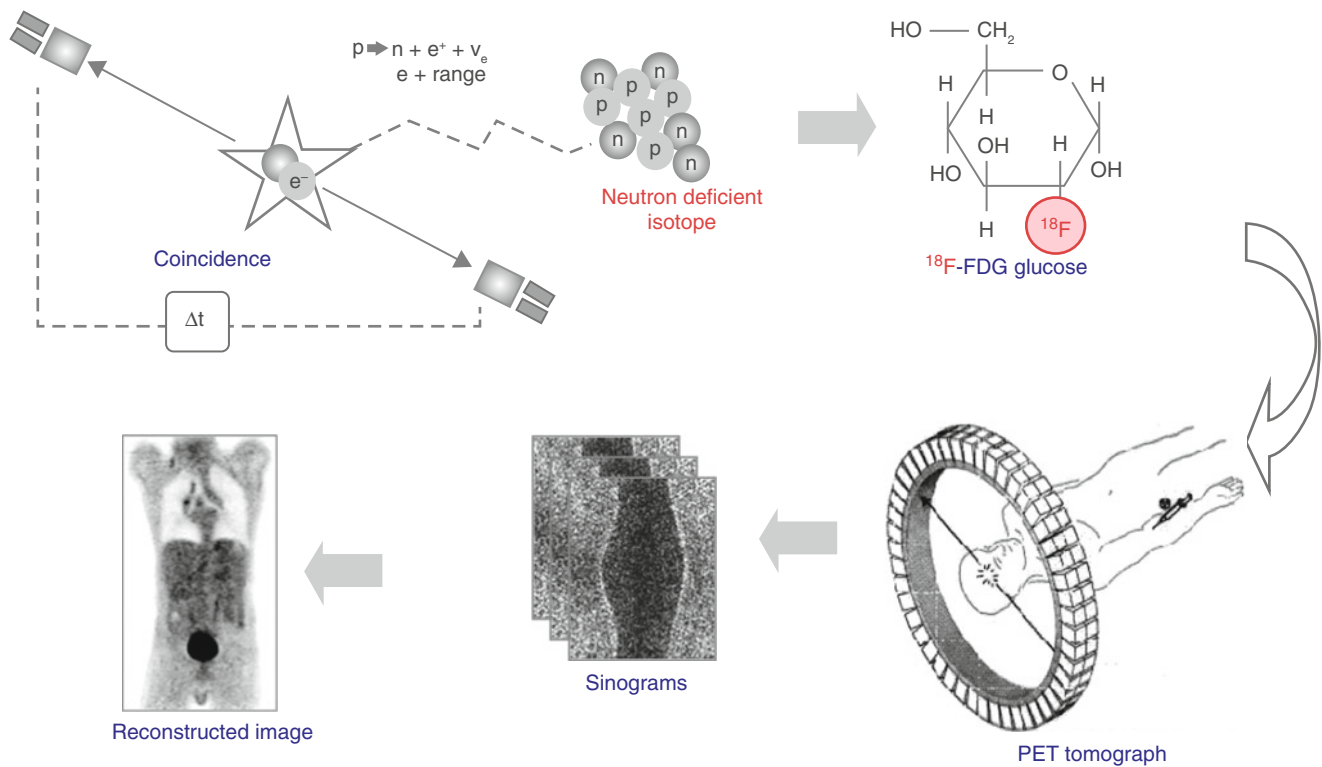 p ➡ n + e⁺ + ν_e
e + range
e⁻
Coincidence
Δt
n
n
p
p
p
p
n
n
p
n
Neutron deficient
isotope
HO
CH₂
O
H
H
H
OH
H
HO
OH
H
¹⁸F
¹⁸F-FDG glucose
Reconstructed image
Sinograms
PET tomograph